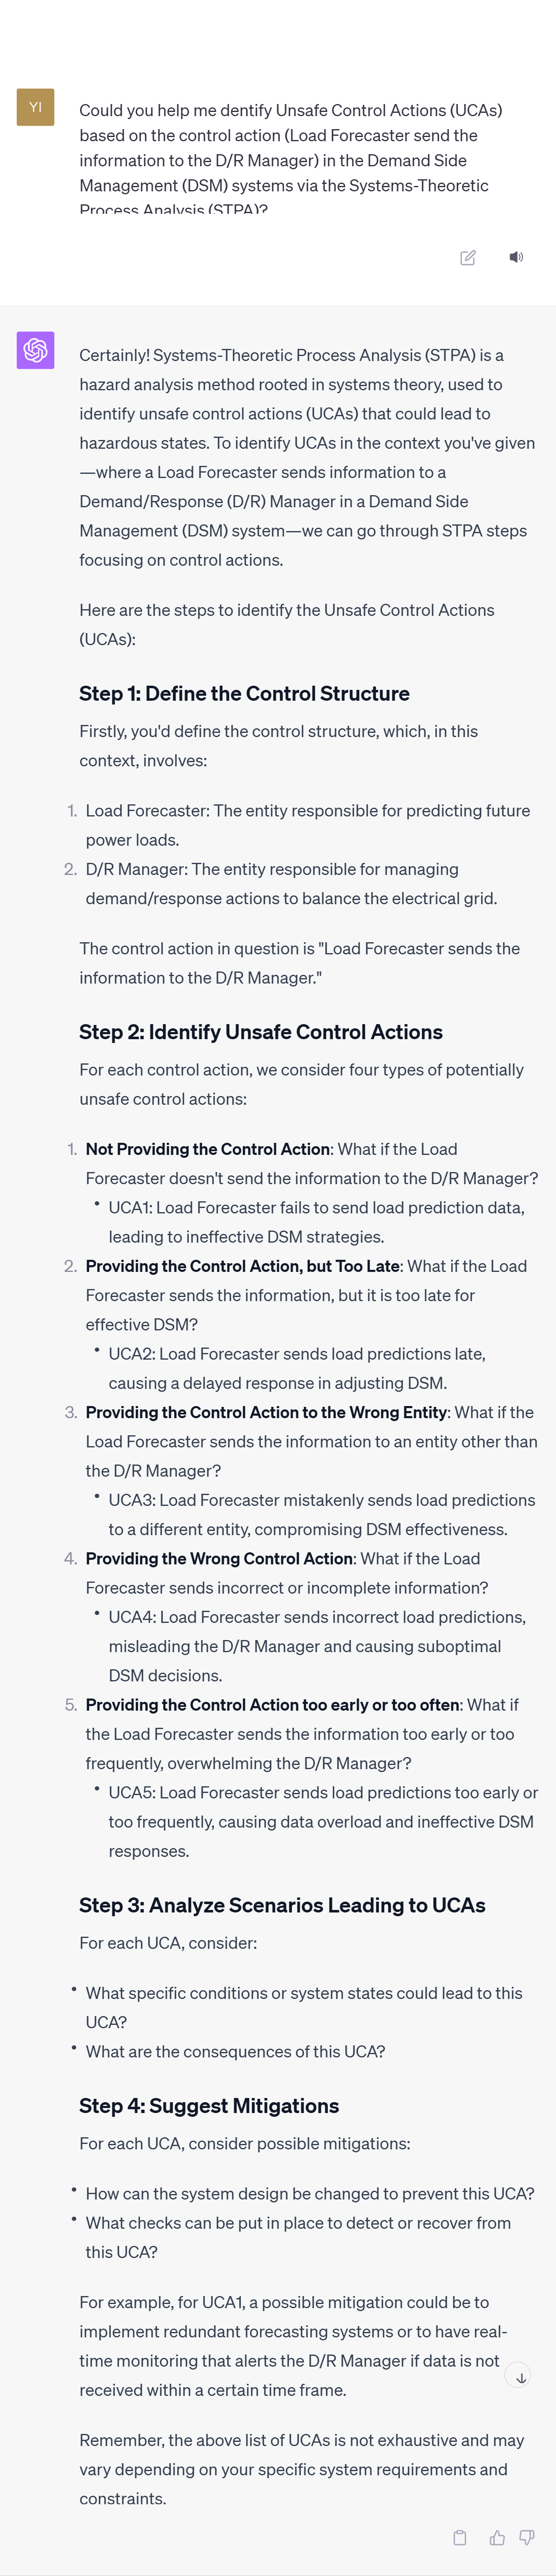 YI
Could you help me dentify Unsafe Control Actions (UCAs)
based on the control action (Load Forecaster send the
information to the D/R Manager) in the Demand Side
Management (DSM) systems via the Systems-Theoretic
Process Analysis (STPA)?
Certainly! Systems-Theoretic Process Analysis (STPA) is a
hazard analysis method rooted in systems theory, used to
identify unsafe control actions (UCAs) that could lead to
hazardous states. To identify UCAs in the context you've given
—where a Load Forecaster sends information to a
Demand/Response (D/R) Manager in a Demand Side
Management (DSM) system—we can go through STPA steps
focusing on control actions.
Here are the steps to identify the Unsafe Control Actions
(UCAs):
Step 1: Define the Control Structure
Firstly, you'd define the control structure, which, in this
context, involves:
1. Load Forecaster: The entity responsible for predicting future
power loads.
2. D/R Manager: The entity responsible for managing
demand/response actions to balance the electrical grid.
The control action in question is "Load Forecaster sends the
information to the D/R Manager."
Step 2: Identify Unsafe Control Actions
For each control action, we consider four types of potentially
unsafe control actions:
1. Not Providing the Control Action: What if the Load
Forecaster doesn't send the information to the D/R Manager?
• UCA1: Load Forecaster fails to send load prediction data,
leading to ineffective DSM strategies.
2. Providing the Control Action, but Too Late: What if the Load
Forecaster sends the information, but it is too late for
effective DSM?
• UCA2: Load Forecaster sends load predictions late,
causing a delayed response in adjusting DSM.
3. Providing the Control Action to the Wrong Entity: What if the
Load Forecaster sends the information to an entity other than
the D/R Manager?
• UCA3: Load Forecaster mistakenly sends load predictions
to a different entity, compromising DSM effectiveness.
4. Providing the Wrong Control Action: What if the Load
Forecaster sends incorrect or incomplete information?
• UCA4: Load Forecaster sends incorrect load predictions,
misleading the D/R Manager and causing suboptimal
DSM decisions.
5. Providing the Control Action too early or too often: What if
the Load Forecaster sends the information too early or too
frequently, overwhelming the D/R Manager?
• UCA5: Load Forecaster sends load predictions too early or
too frequently, causing data overload and ineffective DSM
responses.
Step 3: Analyze Scenarios Leading to UCAs
For each UCA, consider:
• What specific conditions or system states could lead to this
UCA?
• What are the consequences of this UCA?
Step 4: Suggest Mitigations
For each UCA, consider possible mitigations:
• How can the system design be changed to prevent this UCA?
• What checks can be put in place to detect or recover from
this UCA?
For example, for UCA1, a possible mitigation could be to
implement redundant forecasting systems or to have real-
time monitoring that alerts the D/R Manager if data is not
received within a certain time frame.
Remember, the above list of UCAs is not exhaustive and may
vary depending on your specific system requirements and
constraints.